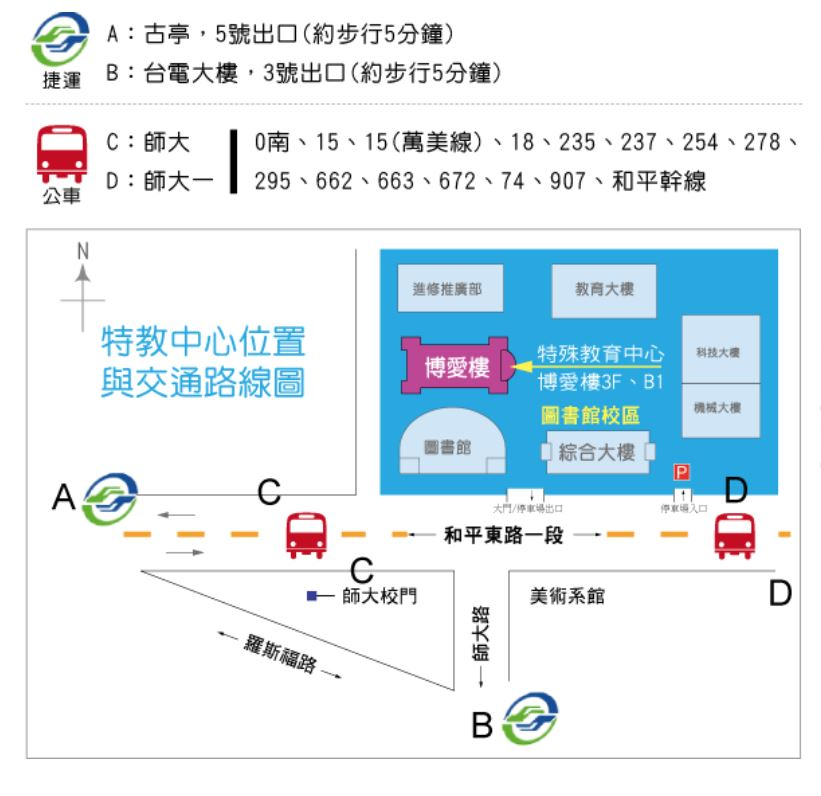 A：古亭，5號出口(約步行5分鐘)
捷運
B：台電大樓，3號出口(約步行5分鐘)
C：師大
0南、15、15(萬美線)、18、235、237、254、278、
公車
D：師大一
295、662、663、672、74、907、和平幹線
N
特教中心位置
與交通路線圖
進修推廣部
教育大樓
博愛樓
特殊教育中心
博愛樓3F、B1
科技大樓
機械大樓
圖書館校區
圖書館
綜合大樓
P
A
C
大門/停車場出口
停車場入口
D
和平東路一段
C
師大校門
美術系館
D
羅斯福路
師大路
B